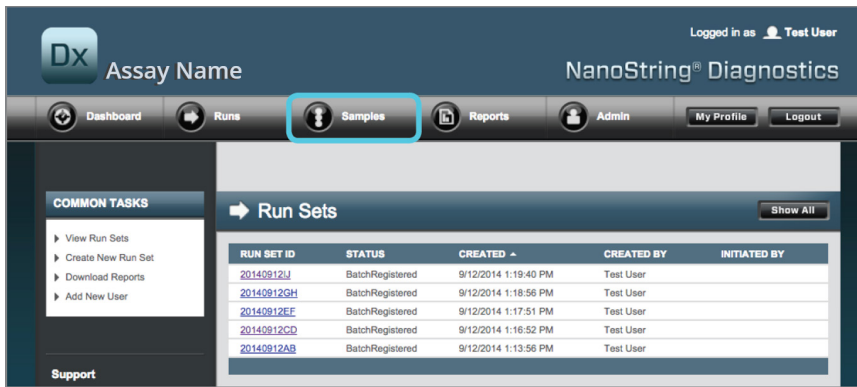 Logged in as Test User
Dx Assay Name
NanoString® Diagnostics
Dashboard Runs Samples Reports Admin My Profile Logout
COMMON TASKS
View Run Sets
Create New Run Set
Download Reports
Add New User
Support
Run Sets Show All
RUN SET ID STATUS CREATED CREATED BY INITIATED BY
20140912IJ BatchRegistered 9/12/2014 1:19:40 PM Test User
20140912GH BatchRegistered 9/12/2014 1:18:56 PM Test User
20140912EF BatchRegistered 9/12/2014 1:17:51 PM Test User
20140912CD BatchRegistered 9/12/2014 1:16:52 PM Test User
20140912AB BatchRegistered 9/12/2014 1:13:56 PM Test User